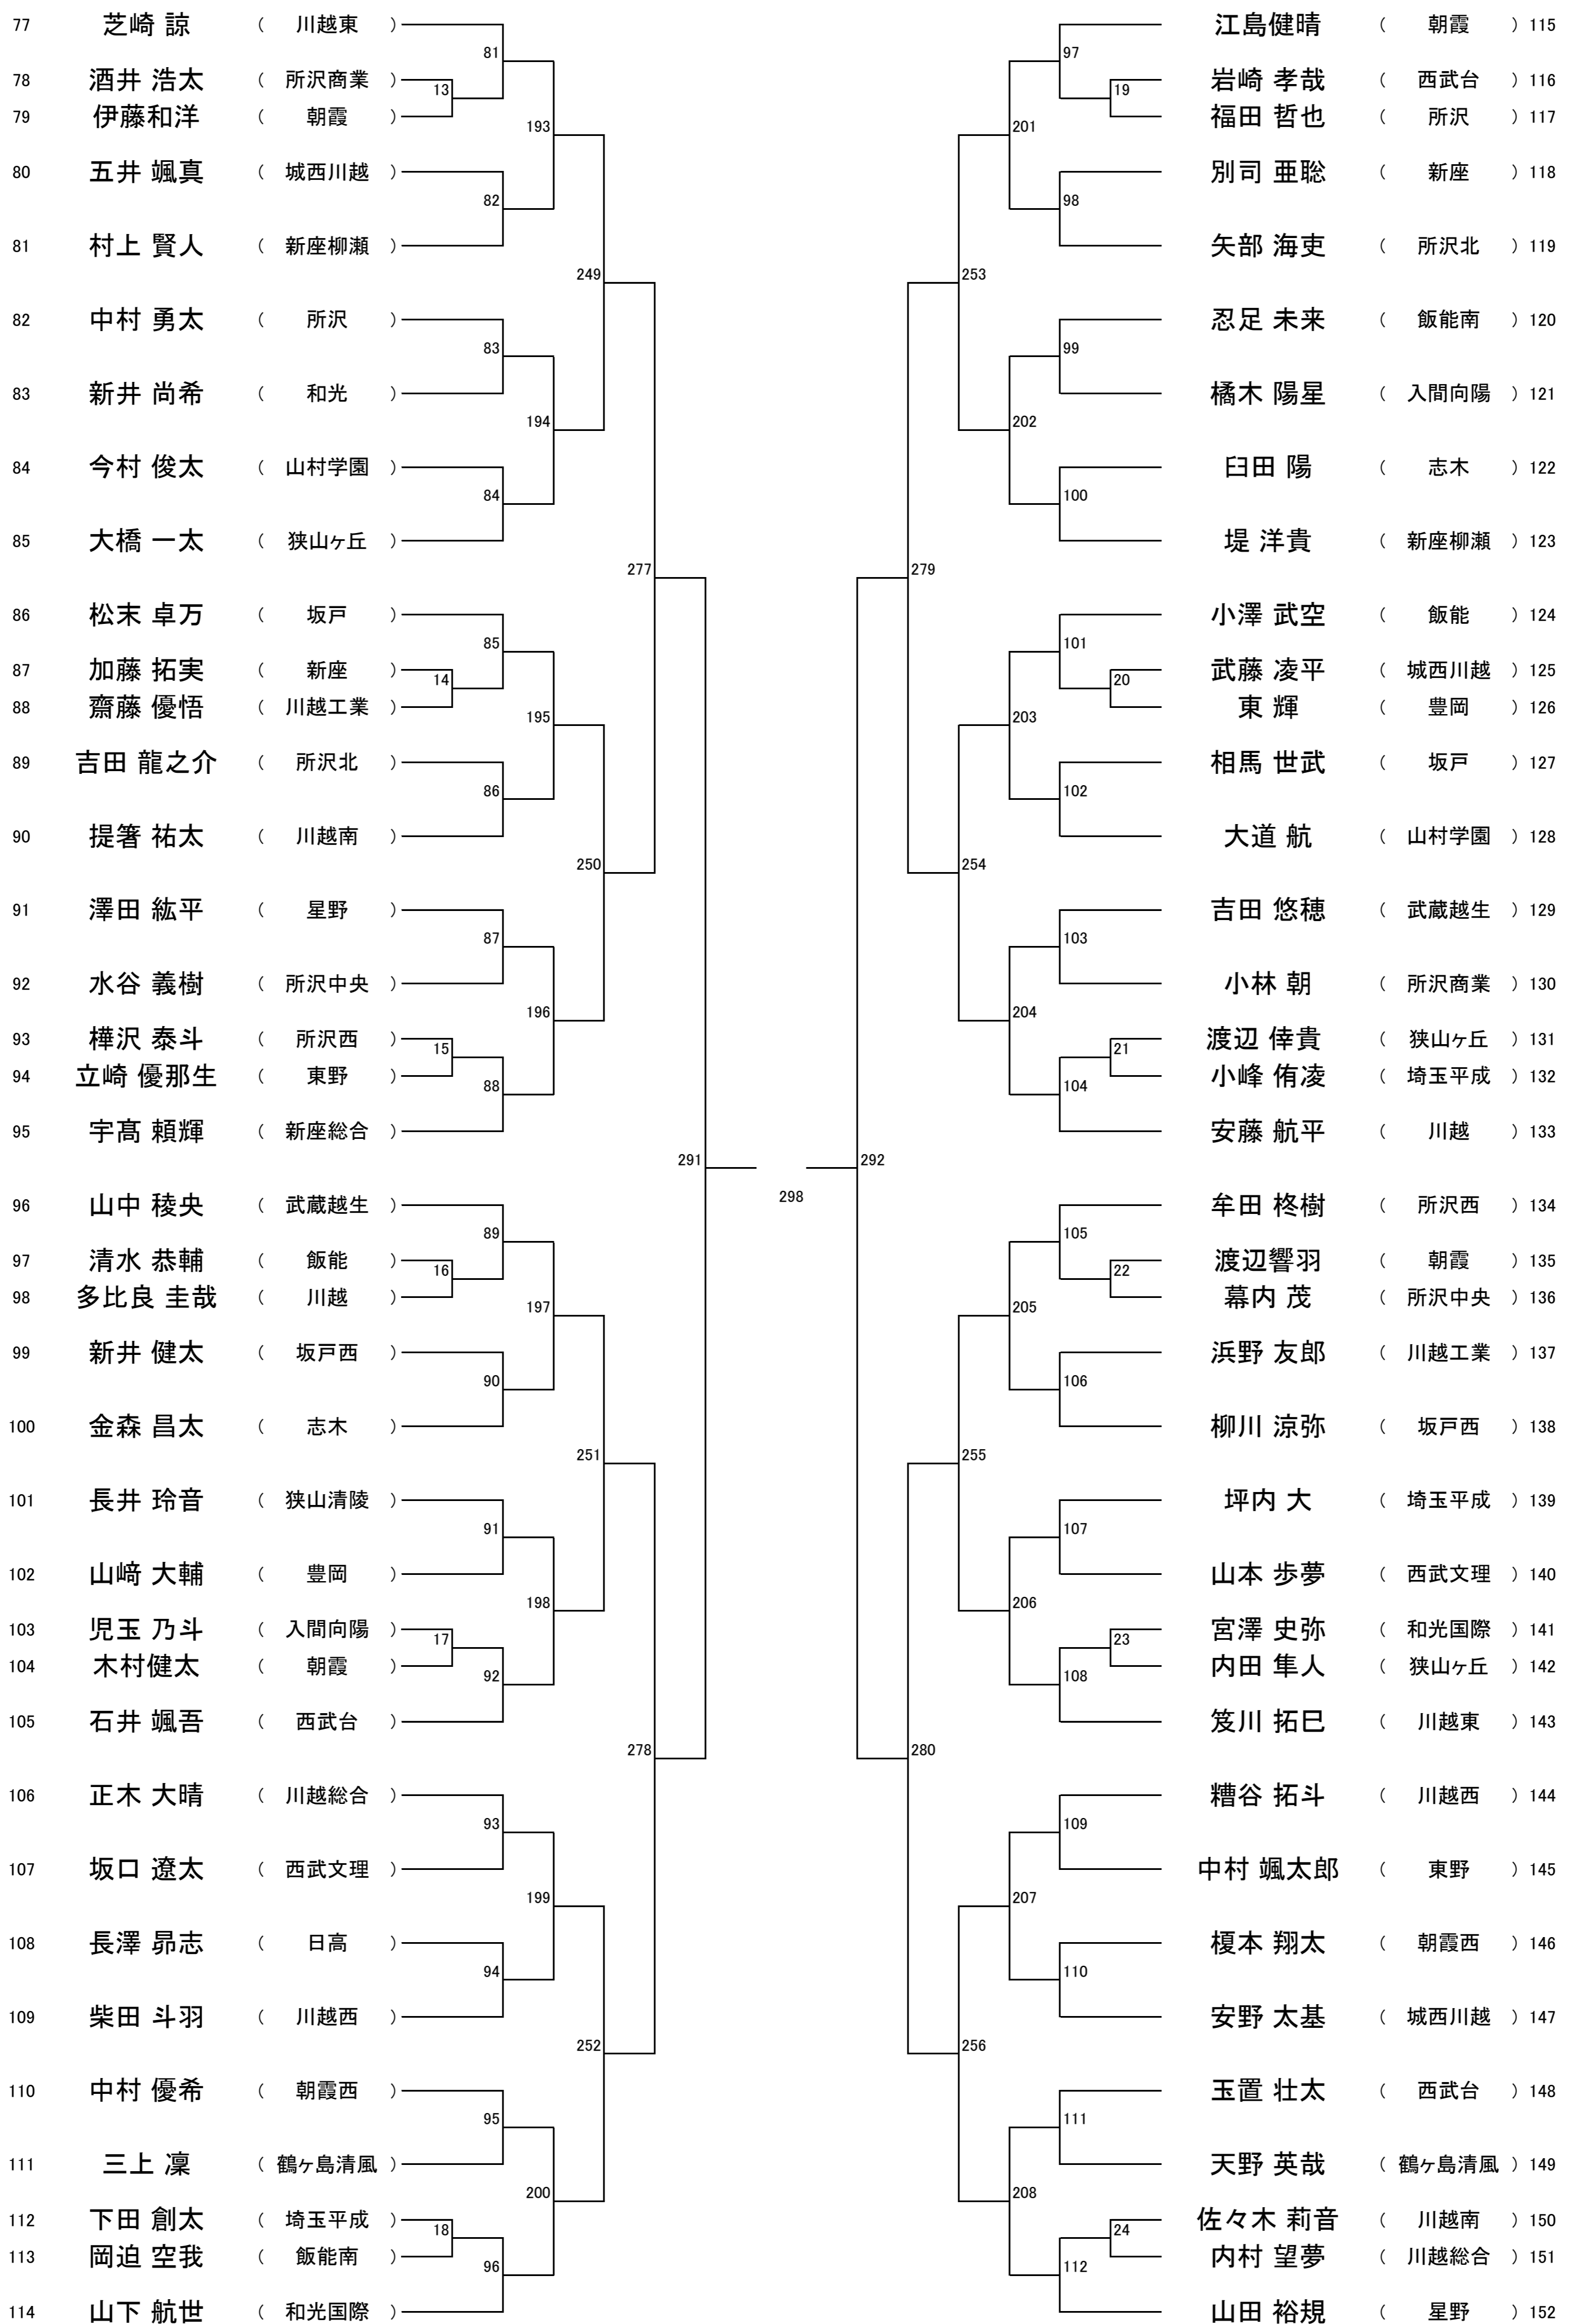 77 芝崎 諒 ( 川越東 )
81
78 酒井 浩太 ( 所沢商業 )
13
79 伊藤和洋 ( 朝霞 )
193
80 五井 颯真 ( 城西川越 )
82
81 村上 賢人 ( 新座柳瀬 )
249
82 中村 勇太 ( 所沢 )
83
83 新井 尚希 ( 和光 )
194
84 今村 俊太 ( 山村学園 )
84
85 大橋 一太 ( 狭山ヶ丘 )
277
86 松末 卓万 ( 坂戸 )
85
87 加藤 拓実 ( 新座 )
14
88 齋藤 優悟 ( 川越工業 )
195
89 吉田 龍之介 ( 所沢北 )
86
90 提箸 祐太 ( 川越南 )
250
91 澤田 紘平 ( 星野 )
87
92 水谷 義樹 ( 所沢中央 )
196
93 樺沢 泰斗 ( 所沢西 )
15
94 立崎 優那生 ( 東野 )
88
95 宇髙 頼輝 ( 新座総合 )
291
96 山中 稜央 ( 武蔵越生 )
89
97 清水 恭輔 ( 飯能 )
16
98 多比良 圭哉 ( 川越 )
197
99 新井 健太 ( 坂戸西 )
90
100 金森 昌太 ( 志木 )
251
101 長井 玲音 ( 狭山清陵 )
91
102 山﨑 大輔 ( 豊岡 )
198
103 児玉 乃斗 ( 入間向陽 )
17
104 木村健太 ( 朝霞 )
92
105 石井 颯吾 ( 西武台 )
278
106 正木 大晴 ( 川越総合 )
93
107 坂口 遼太 ( 西武文理 )
199
108 長澤 昴志 ( 日高 )
94
109 柴田 斗羽 ( 川越西 )
252
110 中村 優希 ( 朝霞西 )
95
111 三上 凜 ( 鶴ヶ島清風 )
200
112 下田 創太 ( 埼玉平成 )
18
113 岡迫 空我 ( 飯能南 )
96
114 山下 航世 ( 和光国際 )
298
江島健晴 ( 朝霞 ) 115
97
岩崎 孝哉 ( 西武台 ) 116
19
福田 哲也 ( 所沢 ) 117
201
別司 亜聡 ( 新座 ) 118
98
矢部 海吏 ( 所沢北 ) 119
253
忍足 未来 ( 飯能南 ) 120
99
橘木 陽星 ( 入間向陽 ) 121
202
臼田 陽 ( 志木 ) 122
100
堤 洋貴 ( 新座柳瀬 ) 123
279
小澤 武空 ( 飯能 ) 124
101
武藤 凌平 ( 城西川越 ) 125
20
東 輝 ( 豊岡 ) 126
203
相馬 世武 ( 坂戸 ) 127
102
大道 航 ( 山村学園 ) 128
254
吉田 悠穂 ( 武蔵越生 ) 129
103
小林 朝 ( 所沢商業 ) 130
204
渡辺 倖貴 ( 狭山ヶ丘 ) 131
21
小峰 侑凌 ( 埼玉平成 ) 132
104
安藤 航平 ( 川越 ) 133
292
牟田 柊樹 ( 所沢西 ) 134
105
渡辺響羽 ( 朝霞 ) 135
22
幕内 茂 ( 所沢中央 ) 136
205
浜野 友郎 ( 川越工業 ) 137
106
柳川 涼弥 ( 坂戸西 ) 138
255
坪内 大 ( 埼玉平成 ) 139
107
山本 歩夢 ( 西武文理 ) 140
206
宮澤 史弥 ( 和光国際 ) 141
23
内田 隼人 ( 狭山ヶ丘 ) 142
108
笈川 拓巳 ( 川越東 ) 143
280
糟谷 拓斗 ( 川越西 ) 144
109
中村 颯太郎 ( 東野 ) 145
207
榎本 翔太 ( 朝霞西 ) 146
110
安野 太基 ( 城西川越 ) 147
256
玉置 壮太 ( 西武台 ) 148
111
天野 英哉 ( 鶴ヶ島清風 ) 149
208
佐々木 莉音 ( 川越南 ) 150
24
内村 望夢 ( 川越総合 ) 151
112
山田 裕規 ( 星野 ) 152